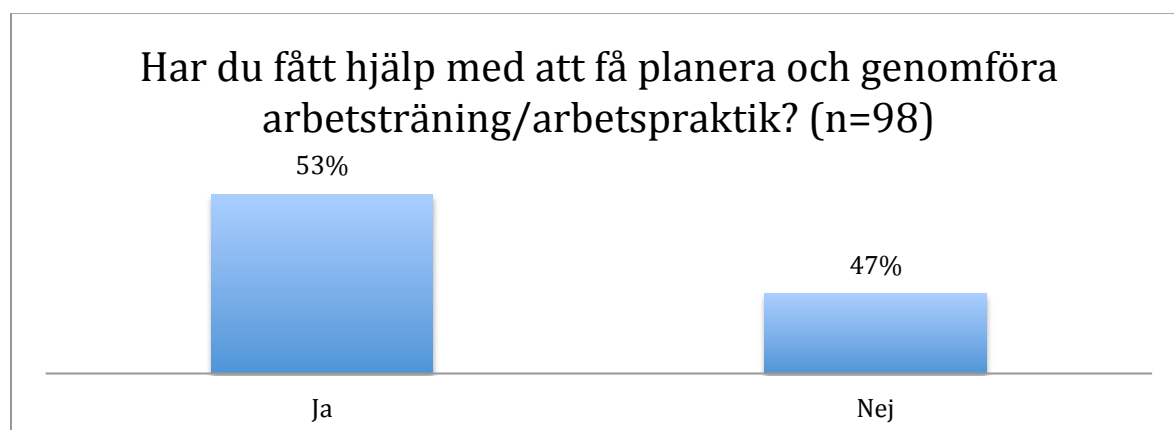 Har du fått hjälp med att få planera och genomföra
arbetsträning/arbetspraktik? (n=98)
53%
47%
Ja
Nej